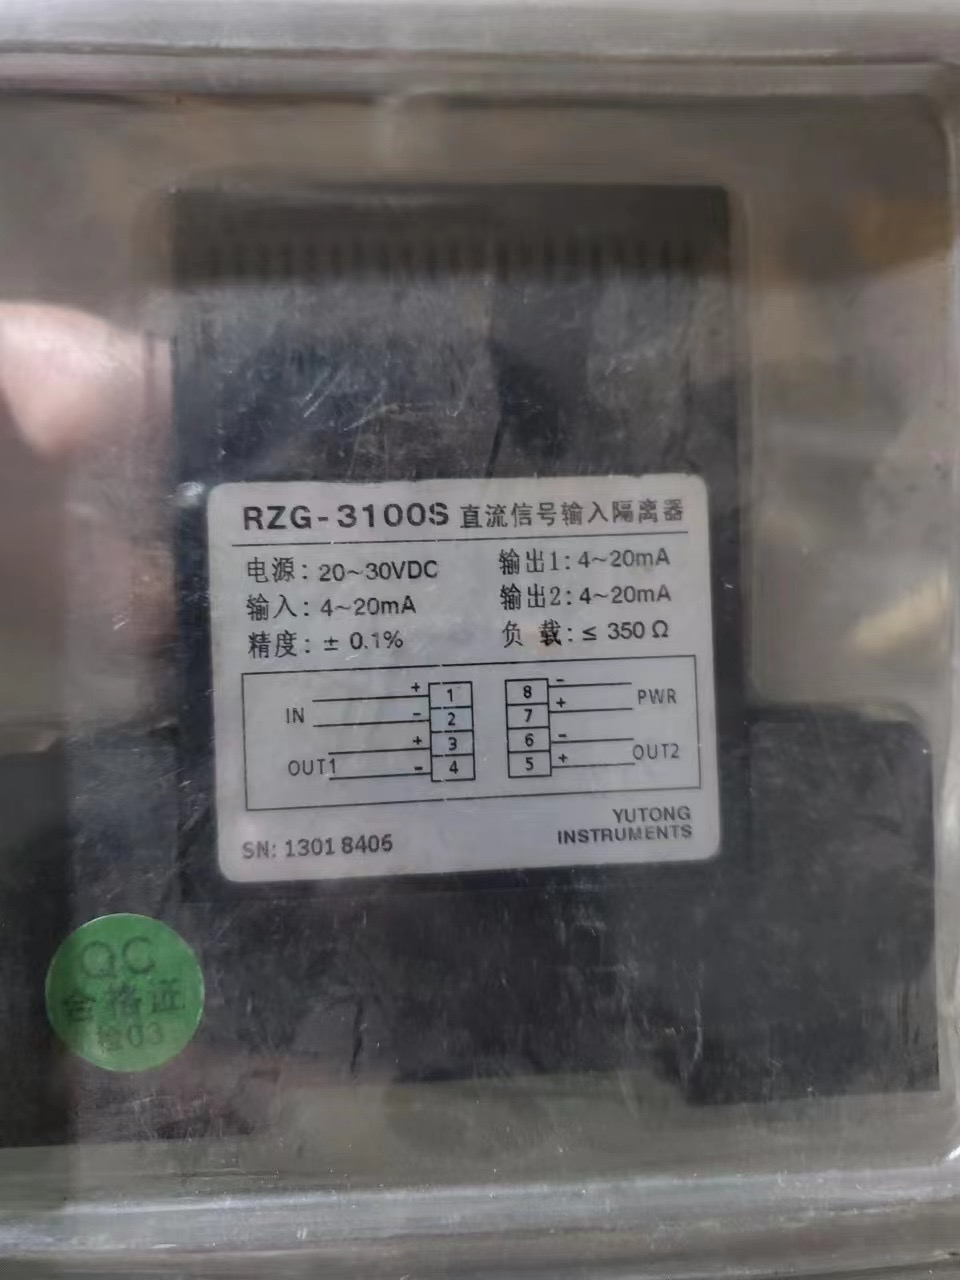 RZG-3100S 直流信号输入隔离器
电源: 20~30VDC 输出1: 4~20mA
输入: 4~20mA 输出2: 4~20mA
精度: ± 0.1% 负 载: ≤ 350 Ω
+ 1 8 -
IN PWR
- 2 7 +
+ 3 6 -
OUT1 OUT2
- 4 5 +
YUTONG
INSTRUMENTS
SN: 1301 8406
QC
合格证
检03